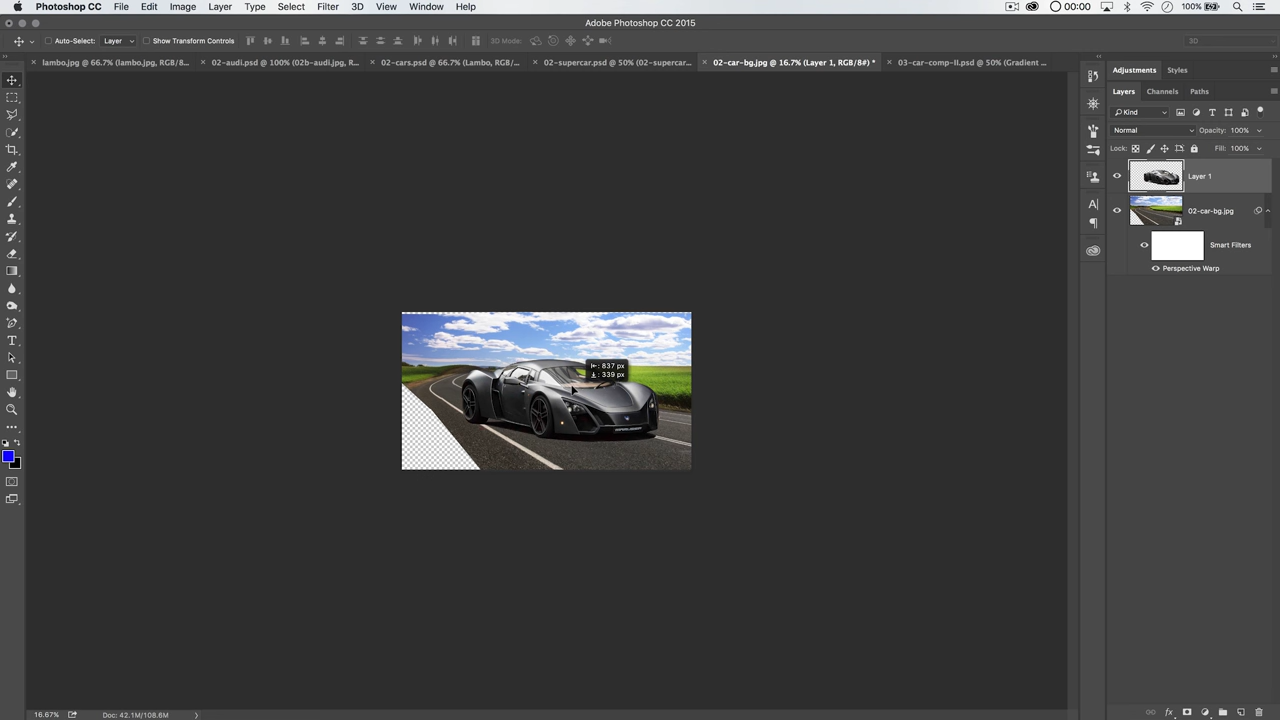 Photoshop CC File Edit Image Layer Type Select Filter 3D View Window Help 00:00 100%
Adobe Photoshop CC 2015
Auto-Select: Layer Show Transform Controls 3D Mode: 3D
lambo.jpg @ 66.7% (lambo.jpg, RGB/8... 02-audi.psd @ 100% (02b-audi.jpg, R... 02-cars.psd @ 66.7% (Lambo, RGB/... 02-supercar.psd @ 50% (02-supercar... 02-car-bg.jpg @ 16.7% (Layer 1, RGB/8#) * 03-car-comp-II.psd @ 50% (Gradient ...
Adjustments Styles
Layers Channels Paths
Kind
Normal Opacity: 100%
Lock: Fill: 100%
Layer 1
02-car-bg.jpg
Smart Filters
Perspective Warp
: 837 px
: 339 px
16.67% Doc: 42.1M/108.6M